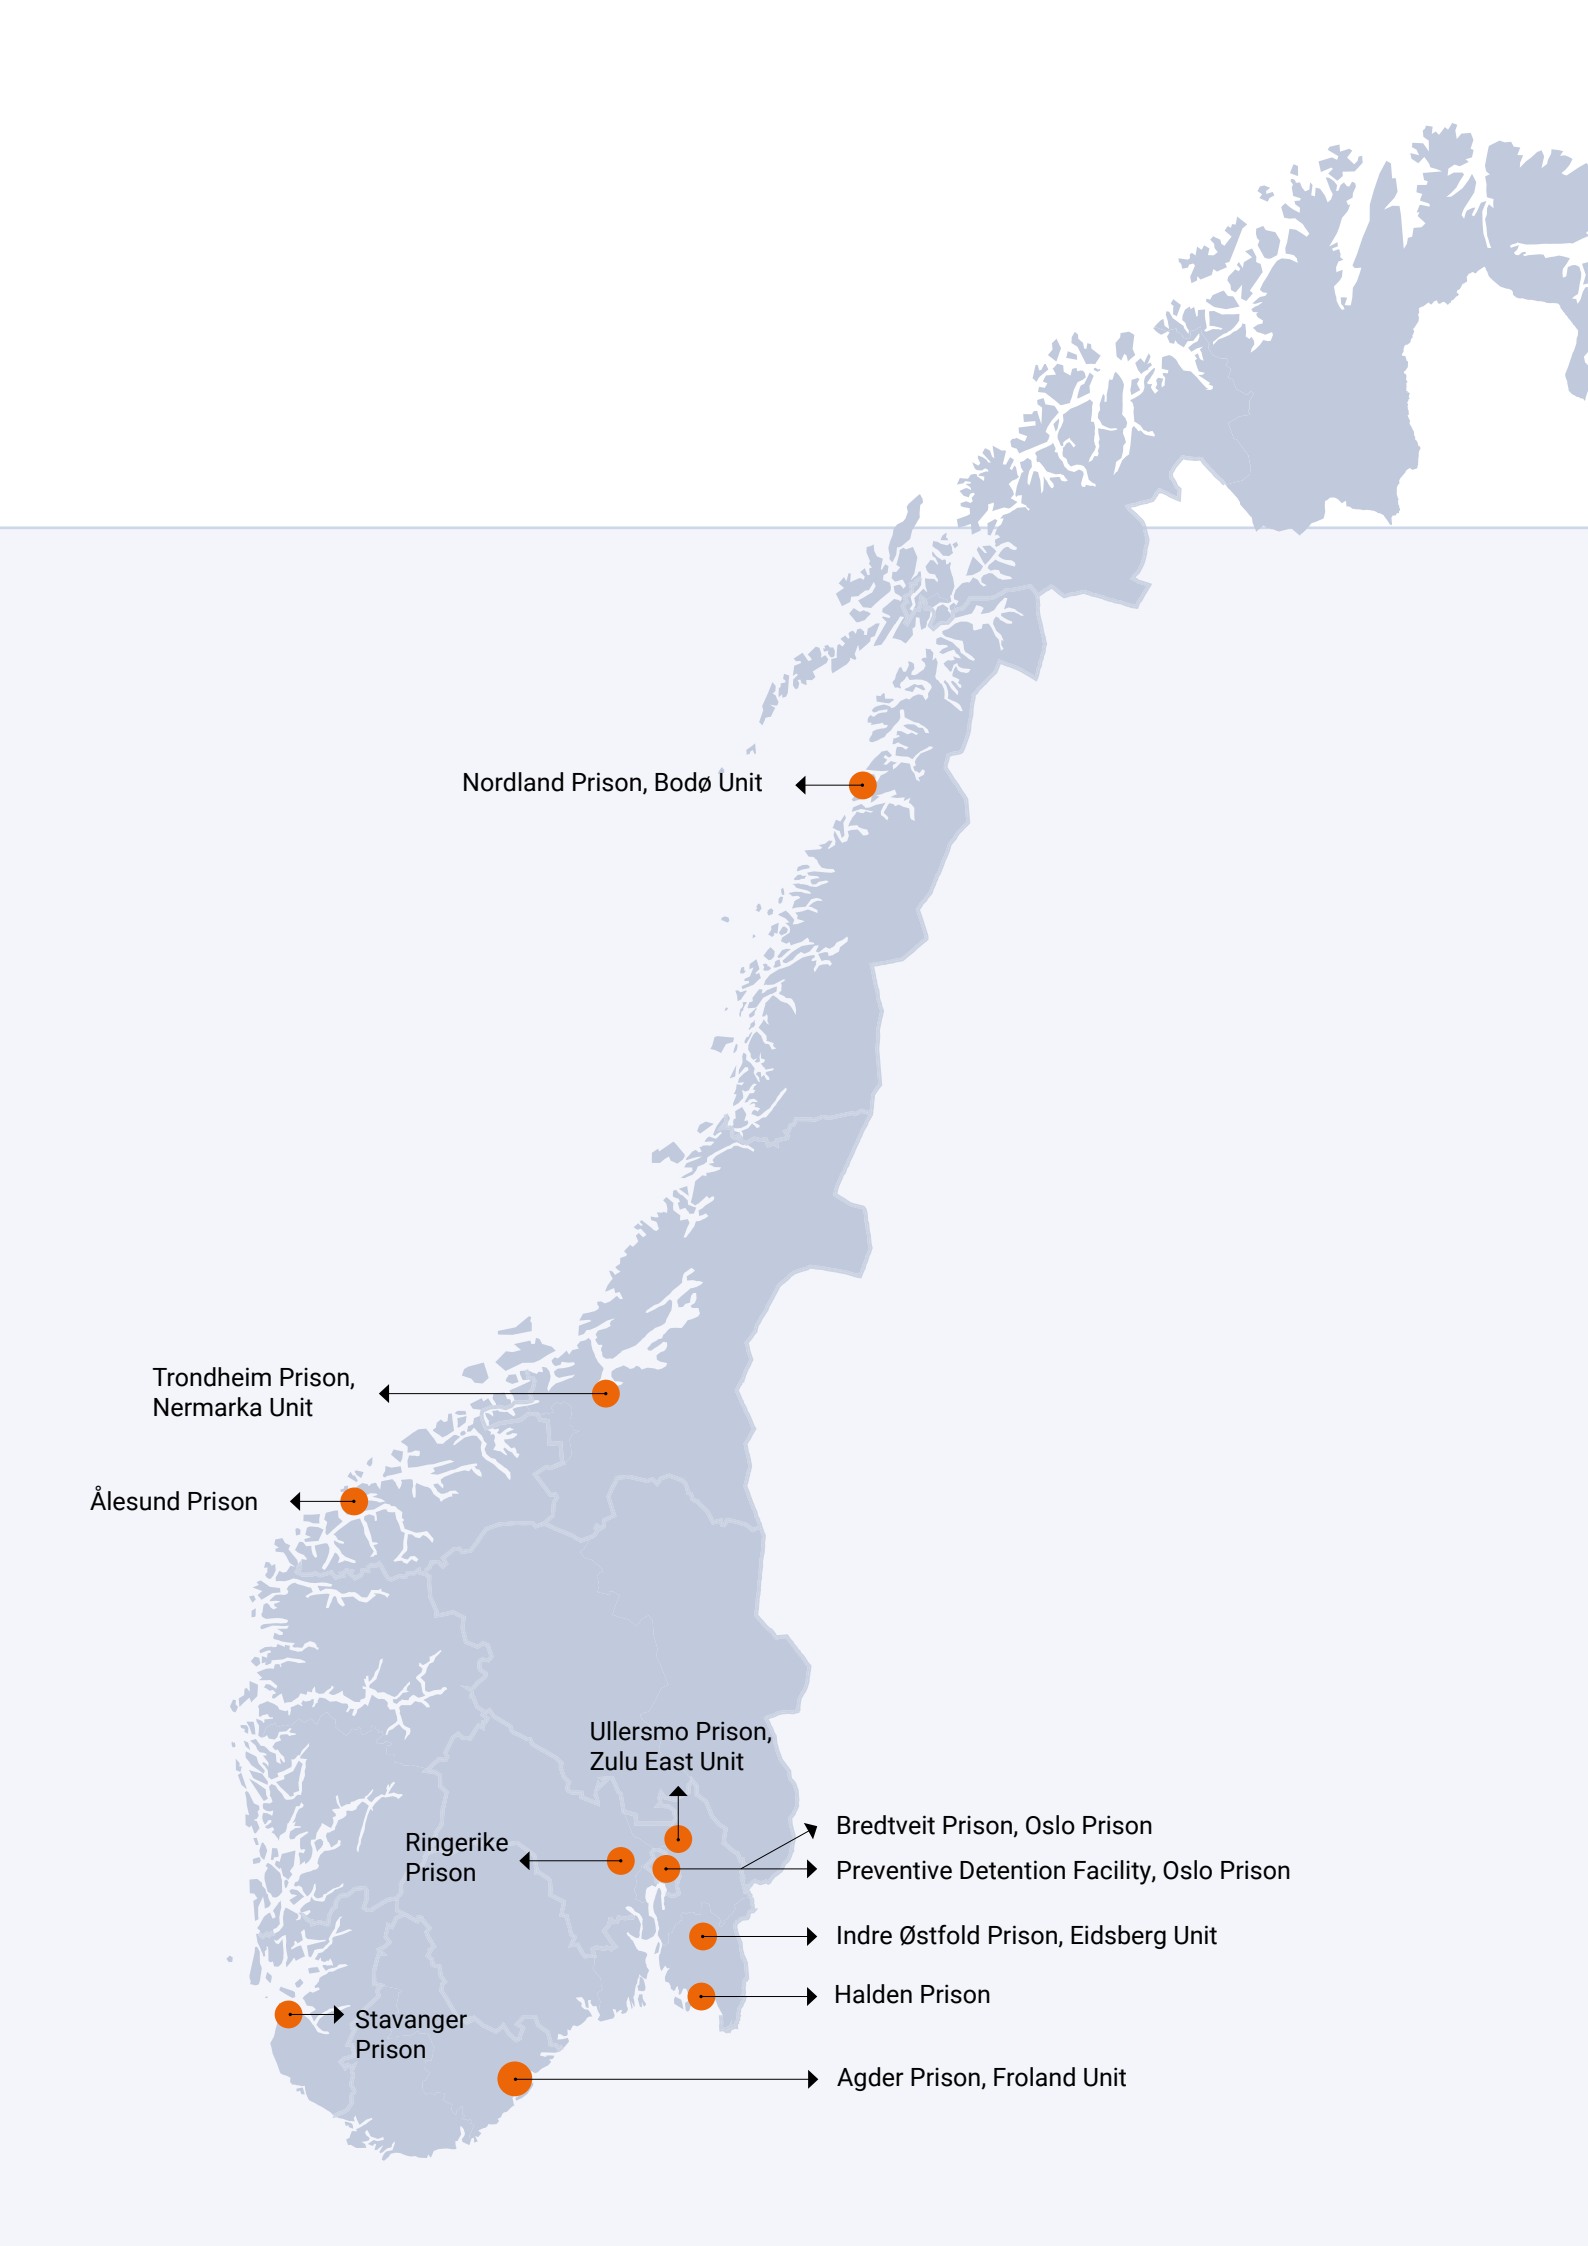 Nordland Prison, Bodø Unit
Trondheim Prison,
Nermarka Unit
Ålesund Prison
Ullersmo Prison,
Zulu East Unit
Bredtveit Prison, Oslo Prison
Ringerike
Prison
Preventive Detention Facility, Oslo Prison
Indre Østfold Prison, Eidsberg Unit
Halden Prison
Stavanger
Prison
Agder Prison, Froland Unit